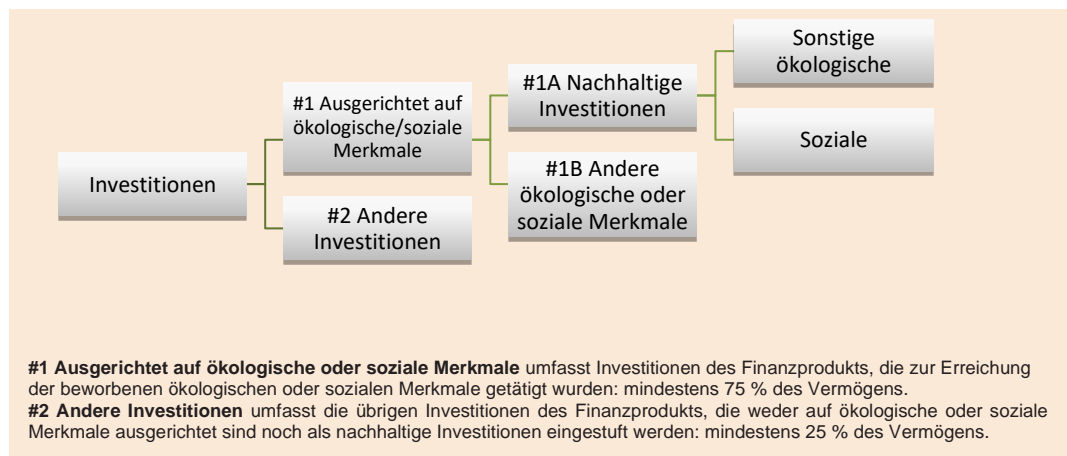 Investitionen
#1 Ausgerichtet auf
ökologische/soziale
Merkmale
#2 Andere
Investitionen
#1A Nachhaltige
Investitionen
#1B Andere
ökologische oder
soziale Merkmale
Sonstige
ökologische
Soziale
#1 Ausgerichtet auf ökologische oder soziale Merkmale umfasst Investitionen des Finanzprodukts, die zur Erreichung
der beworbenen ökologischen oder sozialen Merkmale getätigt wurden: mindestens 75 % des Vermögens.
#2 Andere Investitionen umfasst die übrigen Investitionen des Finanzprodukts, die weder auf ökologische oder soziale
Merkmale ausgerichtet sind noch als nachhaltige Investitionen eingestuft werden: mindestens 25 % des Vermögens.